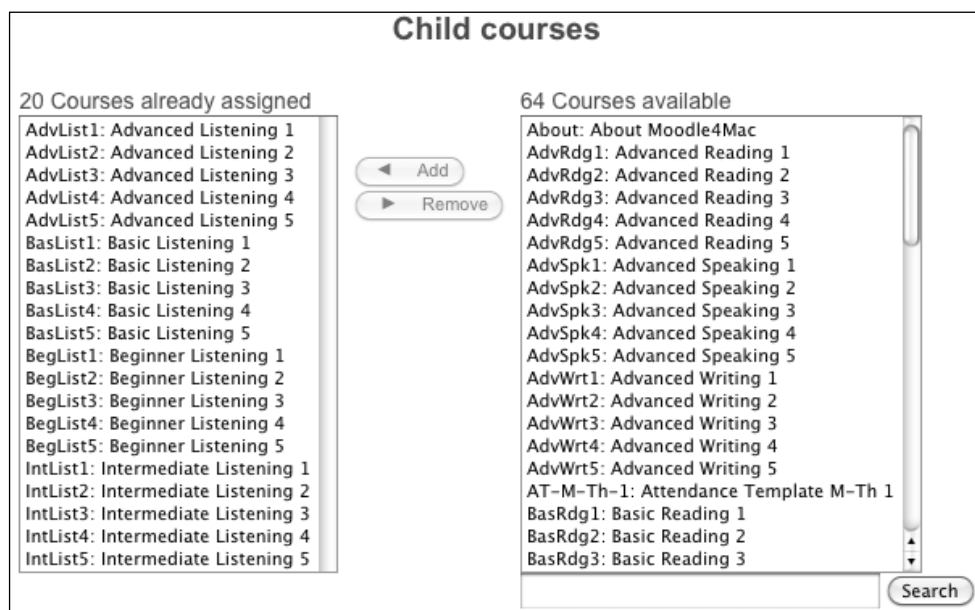 Child courses
20 Courses already assigned
AdvList1: Advanced Listening 1
AdvList2: Advanced Listening 2
AdvList3: Advanced Listening 3
AdvList4: Advanced Listening 4
AdvList5: Advanced Listening 5
BasList1: Basic Listening 1
BasList2: Basic Listening 2
BasList3: Basic Listening 3
BasList4: Basic Listening 4
BasList5: Basic Listening 5
BegList1: Beginner Listening 1
BegList2: Beginner Listening 2
BegList3: Beginner Listening 3
BegList4: Beginner Listening 4
BegList5: Beginner Listening 5
IntList1: Intermediate Listening 1
IntList2: Intermediate Listening 2
IntList3: Intermediate Listening 3
IntList4: Intermediate Listening 4
IntList5: Intermediate Listening 5
◄ Add
► Remove
64 Courses available
About: About Moodle4Mac
AdvRdg1: Advanced Reading 1
AdvRdg2: Advanced Reading 2
AdvRdg3: Advanced Reading 3
AdvRdg4: Advanced Reading 4
AdvRdg5: Advanced Reading 5
AdvSpk1: Advanced Speaking 1
AdvSpk2: Advanced Speaking 2
AdvSpk3: Advanced Speaking 3
AdvSpk4: Advanced Speaking 4
AdvSpk5: Advanced Speaking 5
AdvWrt1: Advanced Writing 1
AdvWrt2: Advanced Writing 2
AdvWrt3: Advanced Writing 3
AdvWrt4: Advanced Writing 4
AdvWrt5: Advanced Writing 5
AT-M-Th-1: Attendance Template M-Th 1
BasRdg1: Basic Reading 1
BasRdg2: Basic Reading 2
BasRdg3: Basic Reading 3
Search